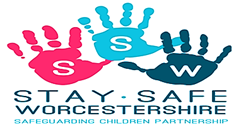 S S W
STAY·SAFE
WORCESTERSHIRE
SAFEGUARDING CHILDREN PARTNERSHIP